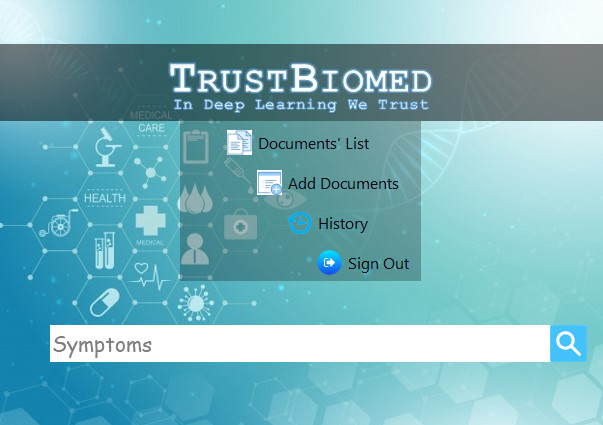 TRUSTBIOMED
In Deep Learning We Trust
MEDICAL
CARE
Documents' List
Add Documents
HEALTH
History
MEDICAL
Sign Out
Symptoms